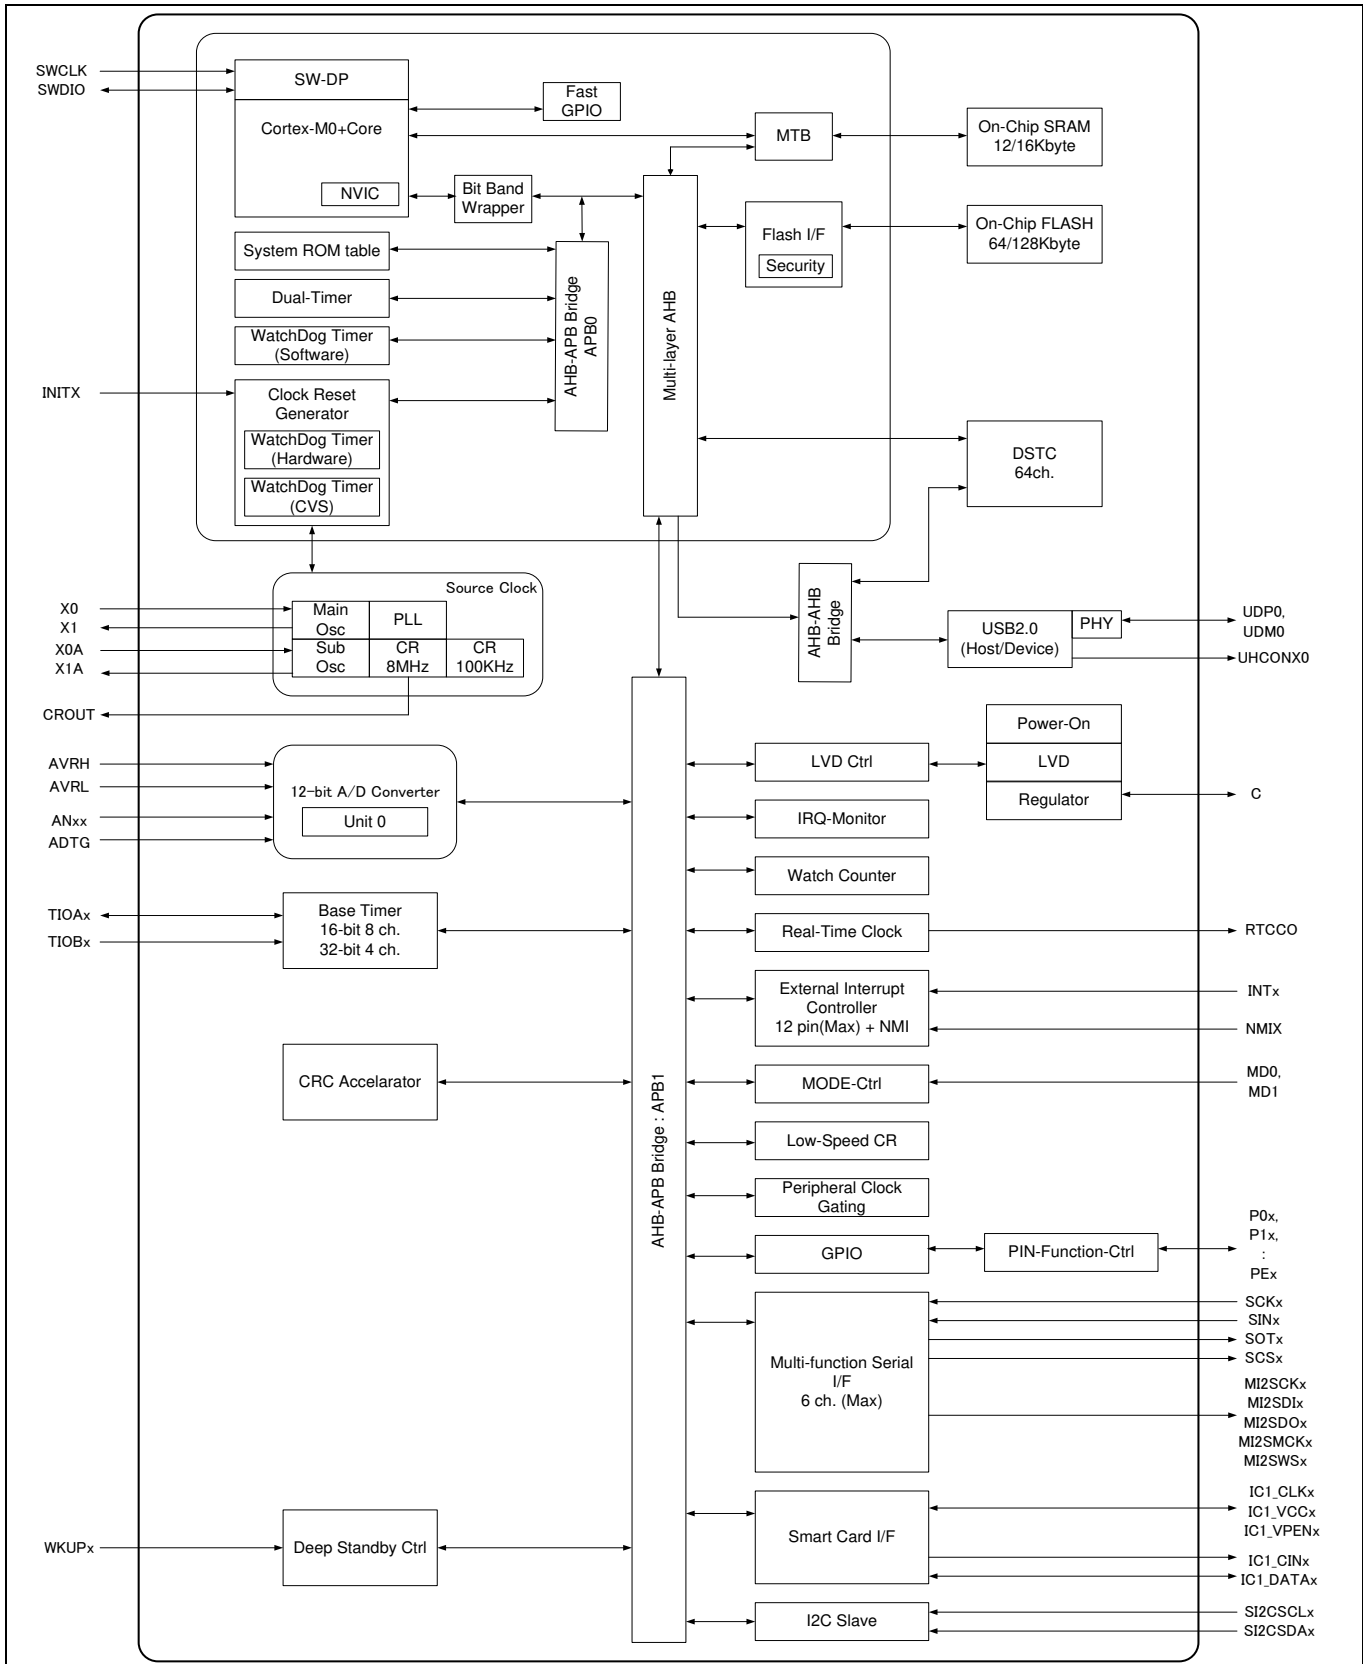 SWCLK
SWDIO
SW-DP
Cortex-M0+Core
NVIC
Fast
GPIO
MTB
On-Chip SRAM
12/16Kbyte
Bit Band
Wrapper
Flash I/F
Security
On-Chip FLASH
64/128Kbyte
System ROM table
Dual-Timer
WatchDog Timer
(Software)
AHB-APB Bridge
APB0
Multi-layer AHB
INITX
Clock Reset
Generator
WatchDog Timer
(Hardware)
WatchDog Timer
(CVS)
DSTC
64ch.
Source Clock
X0
X1
X0A
X1A
Main
Osc
PLL
Sub
Osc
CR
8MHz
CR
100KHz
CROUT
AHB-AHB
Bridge
USB2.0
(Host/Device)
PHY
UDP0,
UDM0
UHCONX0
AVRH
AVRL
ANxx
ADTG
12-bit A/D Converter
Unit 0
LVD Ctrl
Power-On
LVD
Regulator
C
IRQ-Monitor
Watch Counter
TIOAx
TIOBx
Base Timer
16-bit 8 ch.
32-bit 4 ch.
Real-Time Clock
RTCCO
External Interrupt
Controller
12 pin(Max) + NMI
INTx
NMIX
CRC Accelarator
AHB-APB Bridge : APB1
MODE-Ctrl
MD0,
MD1
Low-Speed CR
Peripheral Clock
Gating
GPIO
PIN-Function-Ctrl
P0x,
P1x,
:
PEx
Multi-function Serial
I/F
6 ch. (Max)
SCKx
SINx
SOTx
SCSx
MI2SCKx
MI2SDIx
MI2SDOx
MI2SMCKx
MI2SWSx
WKUPx
Deep Standby Ctrl
Smart Card I/F
IC1_CLKx
IC1_VCCx
IC1_VPENx
IC1_CINx
IC1_DATAx
I2C Slave
SI2CSCLx
SI2CSDAx